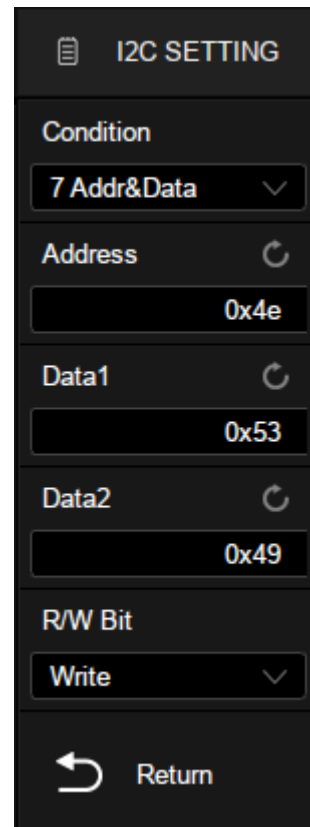 I2C SETTING
Condition
7 Addr&Data
Address
0x4e
Data1
0x53
Data2
0x49
R/W Bit
Write
Return